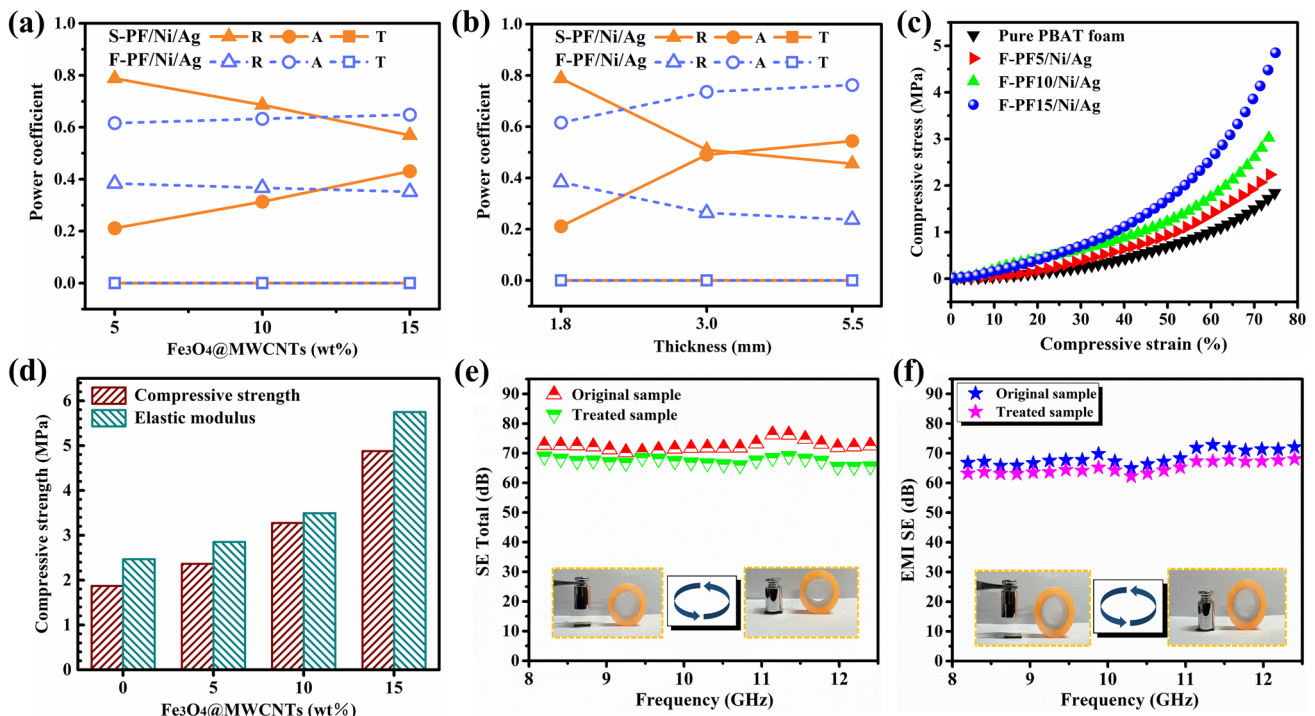 (a)
S-PF/Ni/Ag R A T
F-PF/Ni/Ag R A T
Power coefficient
1.0
0.8
0.6
0.4
0.2
0.0
5 10 15
Fe₃O₄@MWCNTs (wt%)
(b)
S-PF/Ni/Ag R A T
F-PF/Ni/Ag R A T
Power coefficient
1.0
0.8
0.6
0.4
0.2
0.0
1.8 3.0 5.5
Thickness (mm)
(c)
Pure PBAT foam
F-PF5/Ni/Ag
F-PF10/Ni/Ag
F-PF15/Ni/Ag
Compressive stress (MPa)
5
4
3
2
1
0
0 10 20 30 40 50 60 70 80
Compressive strain (%)
(d)
Compressive strength
Elastic modulus
Compressive strength (MPa)
6
5
4
3
2
1
0
0 5 10 15
Fe₃O₄@MWCNTs (wt%)
(e)
Original sample
Treated sample
SE Total (dB)
90
80
70
60
50
40
30
20
10
0
8 9 10 11 12
Frequency (GHz)
(f)
Original sample
Treated sample
EMI SE (dB)
90
80
70
60
50
40
30
20
10
0
8 9 10 11 12
Frequency (GHz)